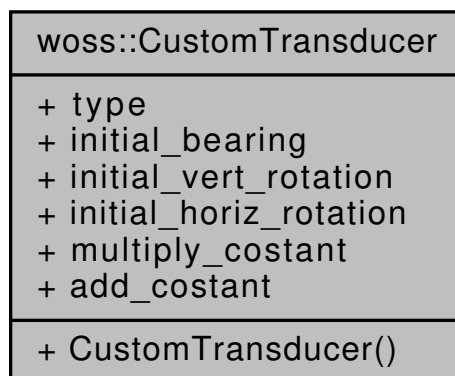 woss::CustomTransducer
+ type
+ initial_bearing
+ initial_vert_rotation
+ initial_horiz_rotation
+ multiply_costant
+ add_costant
+ CustomTransducer()